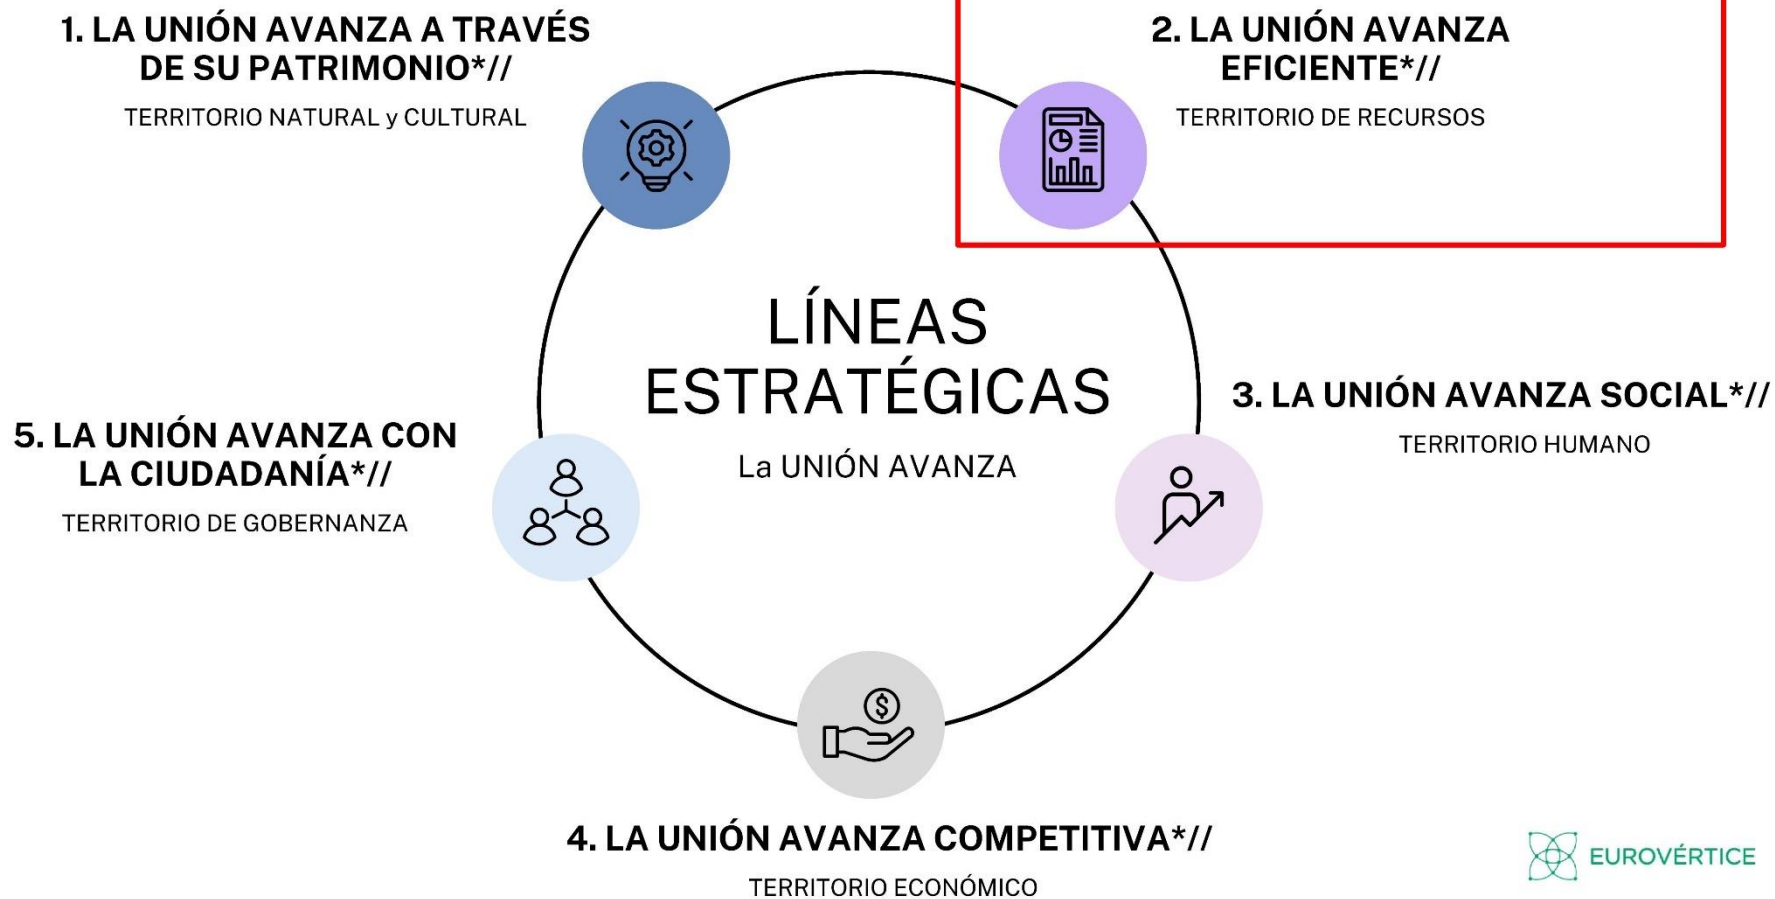 1. LA UNIÓN AVANZA A TRAVÉS
DE SU PATRIMONIO*//
TERRITORIO NATURAL y CULTURAL
2. LA UNIÓN AVANZA
EFICIENTE*//
TERRITORIO DE RECURSOS
LÍNEAS
ESTRATÉGICAS
La UNIÓN AVANZA
3. LA UNIÓN AVANZA SOCIAL*//
TERRITORIO HUMANO
5. LA UNIÓN AVANZA CON
LA CIUDADANÍA*//
TERRITORIO DE GOBERNANZA
$
4. LA UNIÓN AVANZA COMPETITIVA*//
TERRITORIO ECONÓMICO
EUROVÉRTICE